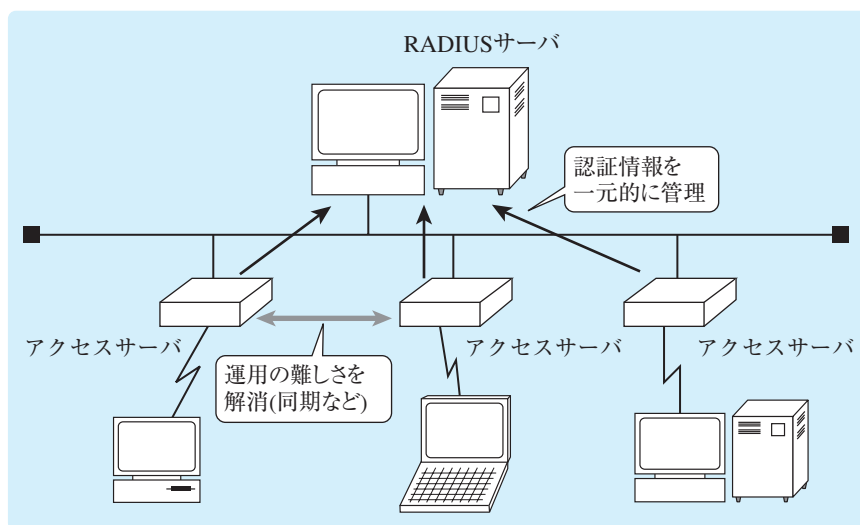 RADIUSサーバ
認証情報を
一元的に管理
アクセスサーバ
アクセスサーバ
アクセスサーバ
運用の難しさを
解消(同期など)